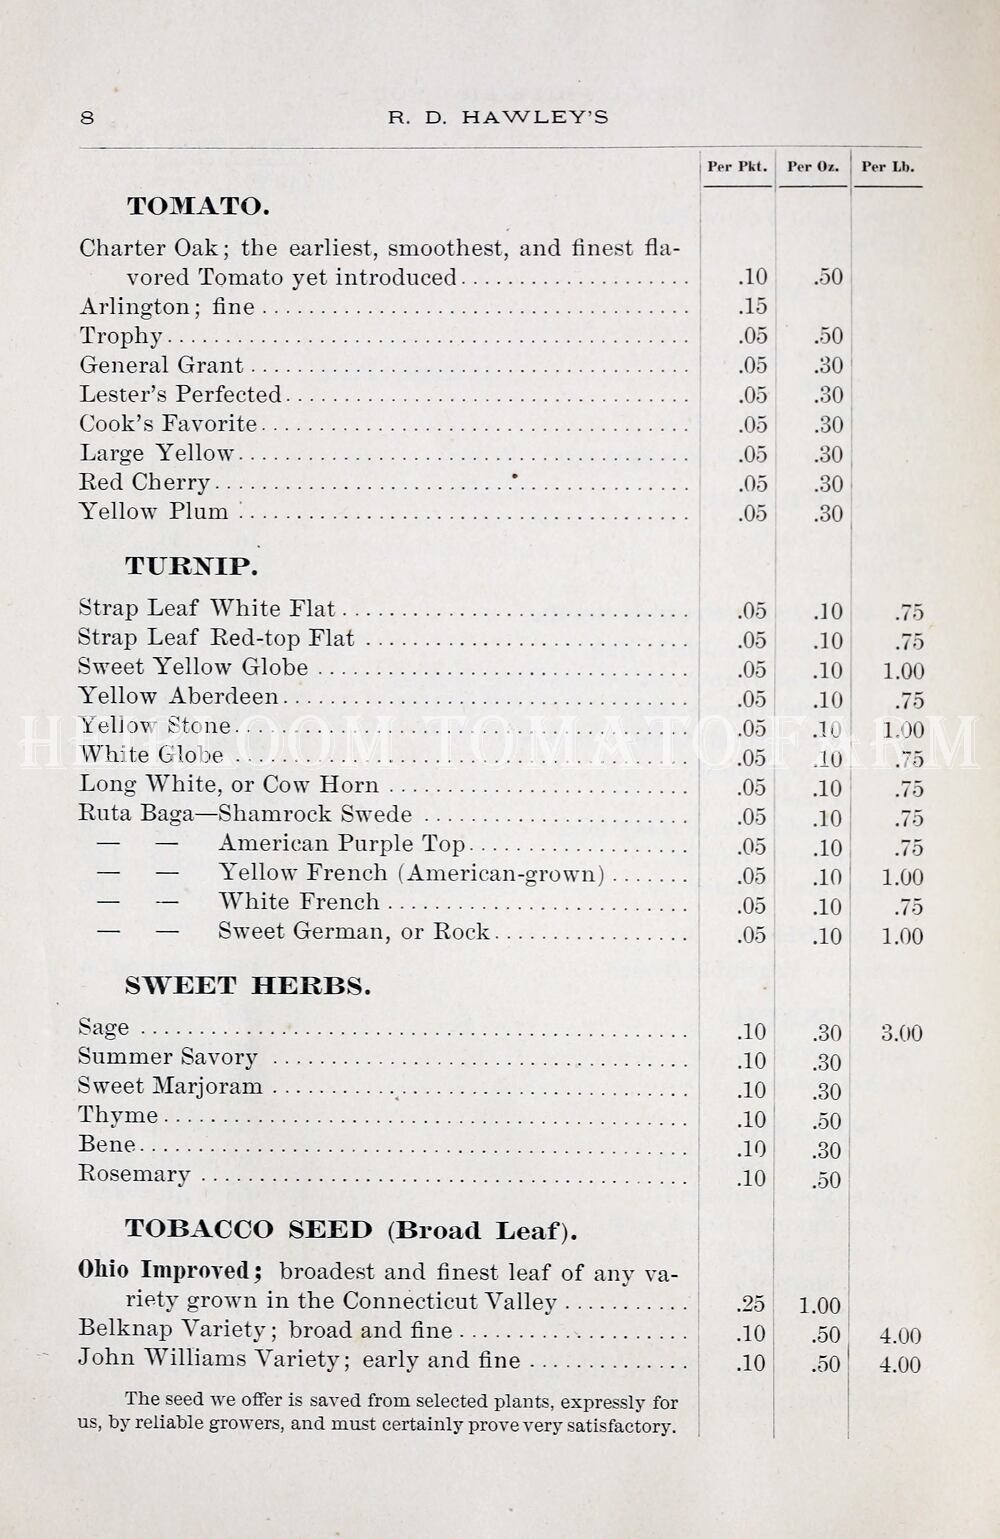 8 R. D. HAWLEY'S
Per Pkt. Per Oz. Per Lb.
TOMATO.
Charter Oak; the earliest, smoothest, and finest fla-
vored Tomato yet introduced .10 .50
Arlington; fine .15
Trophy .05 .50
General Grant .05 .30
Lester's Perfected .05 .30
Cook's Favorite .05 .30
Large Yellow .05 .30
Red Cherry .05 .30
Yellow Plum .05 .30
TURNIP.
Strap Leaf White Flat .05 .10 .75
Strap Leaf Red-top Flat .05 .10 .75
Sweet Yellow Globe .05 .10 1.00
Yellow Aberdeen .05 .10 .75
Yellow Stone .05 .10 1.00
HEIRLOOM TOMATO FARM
White Globe .05 .10 .75
Long White, or Cow Horn .05 .10 .75
Ruta Baga—Shamrock Swede .05 .10 .75
— — American Purple Top .05 .10 .75
— — Yellow French (American-grown) .05 .10 1.00
— — White French .05 .10 .75
— — Sweet German, or Rock .05 .10 1.00
SWEET HERBS.
Sage .10 .30 3.00
Summer Savory .10 .30
Sweet Marjoram .10 .30
Thyme .10 .50
Bene .10 .30
Rosemary .10 .50
TOBACCO SEED (Broad Leaf).
Ohio Improved; broadest and finest leaf of any va-
riety grown in the Connecticut Valley .25 1.00
Belknap Variety; broad and fine .10 .50 4.00
John Williams Variety; early and fine .10 .50 4.00
The seed we offer is saved from selected plants, expressly for
us, by reliable growers, and must certainly prove very satisfactory.